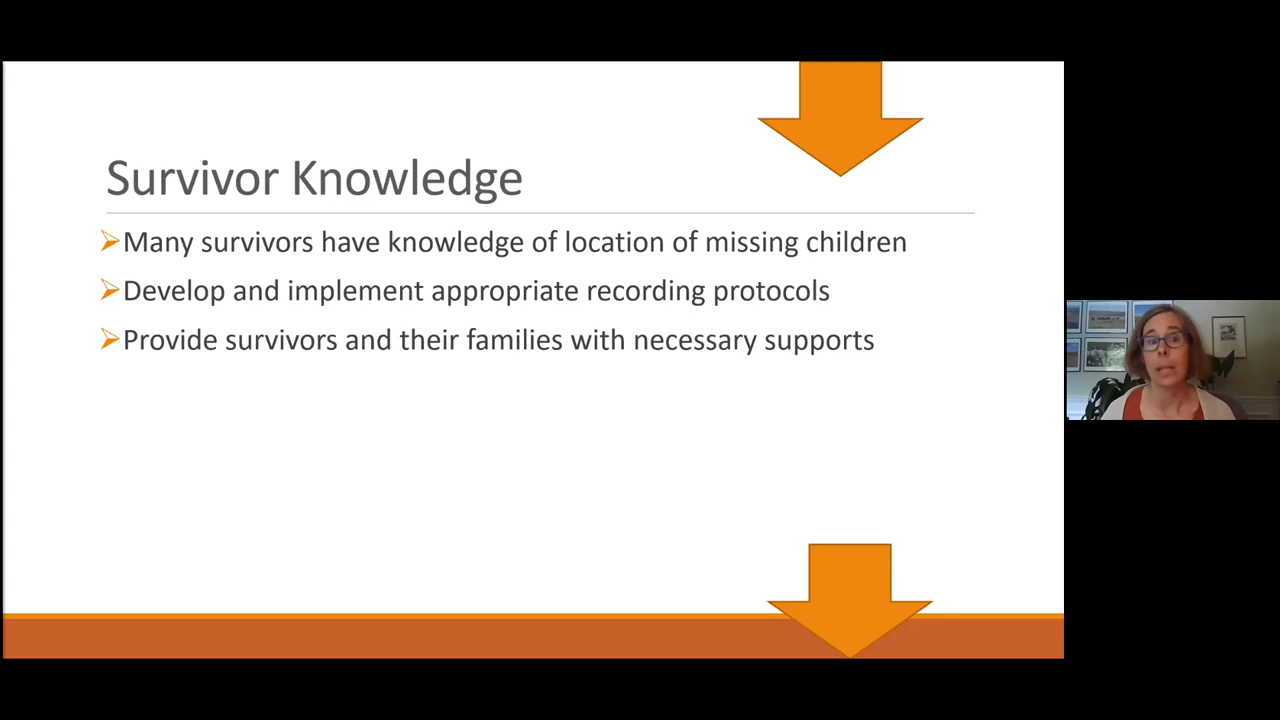 Survivor Knowledge
Many survivors have knowledge of location of missing children
Develop and implement appropriate recording protocols
Provide survivors and their families with necessary supports